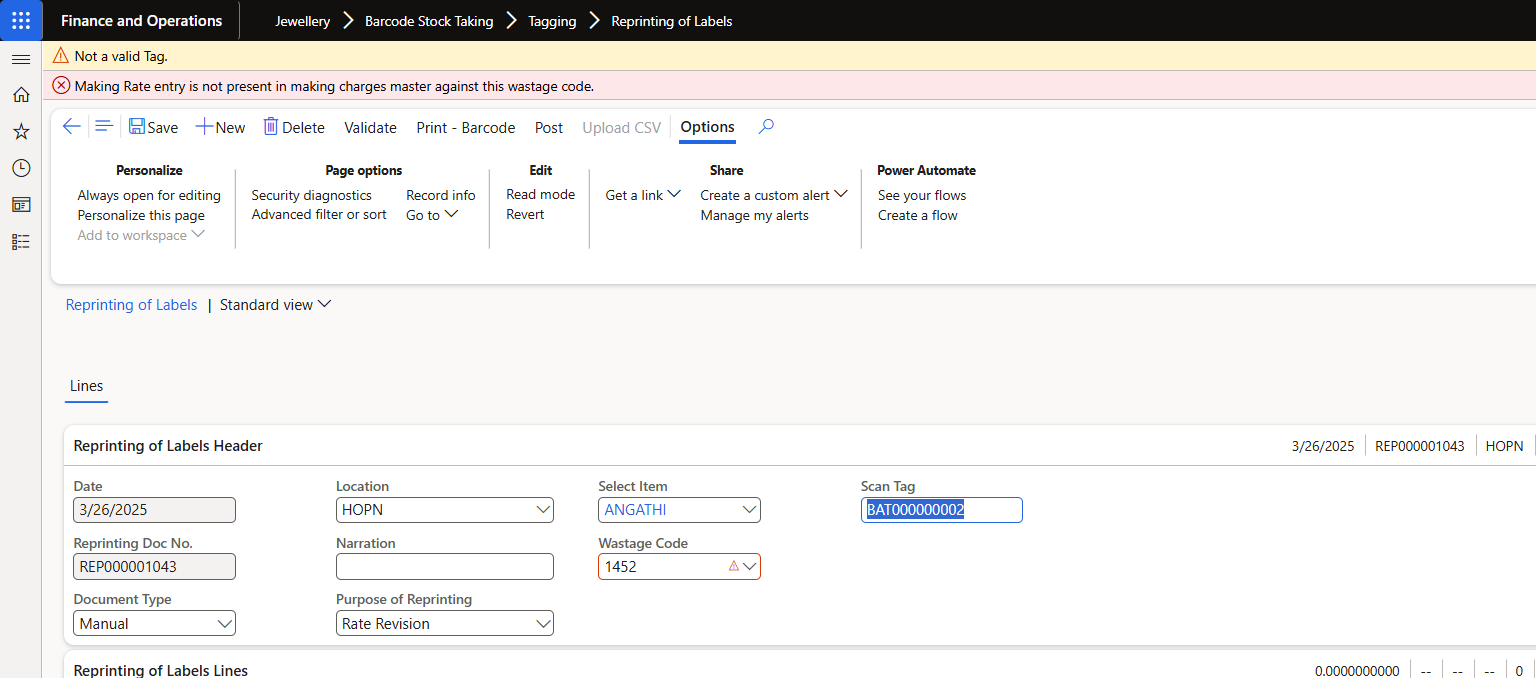 Finance and Operations Jewellery Barcode Stock Taking Tagging Reprinting of Labels
Not a valid Tag.
Making Rate entry is not present in making charges master against this wastage code.
Save New Delete Validate Print - Barcode Post Upload CSV Options
Personalize Page options Edit Share Power Automate
Always open for editing Security diagnostics Record info Read mode Get a link Create a custom alert See your flows
Personalize this page Advanced filter or sort Go to Revert Manage my alerts Create a flow
Add to workspace
Reprinting of Labels | Standard view
Lines
Reprinting of Labels Header 3/26/2025 REP000001043 HOPN
Date Location Select Item Scan Tag
3/26/2025 HOPN ANGATHI BAT000000002
Reprinting Doc No. Narration Wastage Code
REP000001043 1452
Document Type Purpose of Reprinting
Manual Rate Revision
Reprinting of Labels Lines 0.0000000000 -- -- -- 0